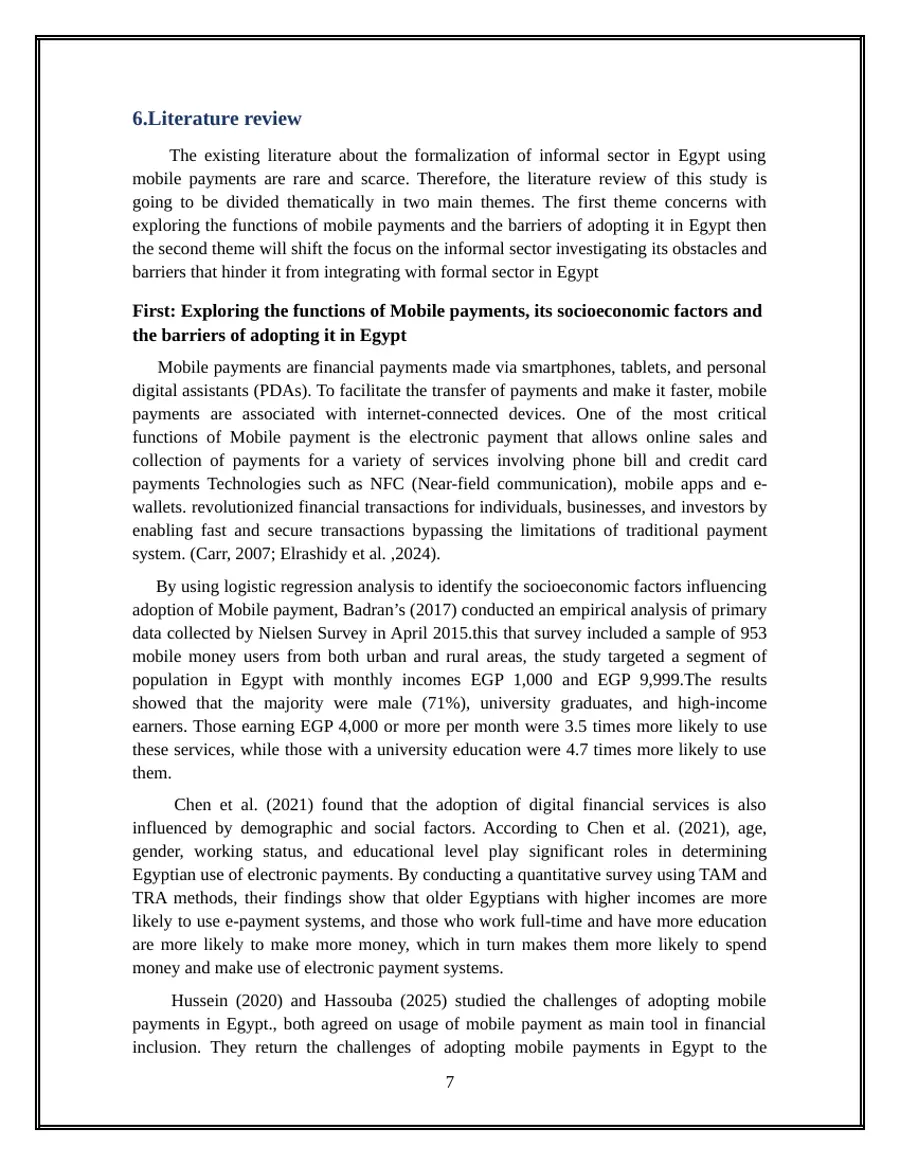 6.Literature review
The existing literature about the formalization of informal sector in Egypt using
mobile payments are rare and scarce. Therefore, the literature review of this study is
going to be divided thematically in two main themes. The first theme concerns with
exploring the functions of mobile payments and the barriers of adopting it in Egypt then
the second theme will shift the focus on the informal sector investigating its obstacles and
barriers that hinder it from integrating with formal sector in Egypt
First: Exploring the functions of Mobile payments, its socioeconomic factors and
the barriers of adopting it in Egypt
Mobile payments are financial payments made via smartphones, tablets, and personal
digital assistants (PDAs). To facilitate the transfer of payments and make it faster, mobile
payments are associated with internet-connected devices. One of the most critical
functions of Mobile payment is the electronic payment that allows online sales and
collection of payments for a variety of services involving phone bill and credit card
payments Technologies such as NFC (Near-field communication), mobile apps and e-
wallets. revolutionized financial transactions for individuals, businesses, and investors by
enabling fast and secure transactions bypassing the limitations of traditional payment
system. (Carr, 2007; Elrashidy et al. ,2024).
By using logistic regression analysis to identify the socioeconomic factors influencing
adoption of Mobile payment, Badran’s (2017) conducted an empirical analysis of primary
data collected by Nielsen Survey in April 2015.this that survey included a sample of 953
mobile money users from both urban and rural areas, the study targeted a segment of
population in Egypt with monthly incomes EGP 1,000 and EGP 9,999.The results
showed that the majority were male (71%), university graduates, and high-income
earners. Those earning EGP 4,000 or more per month were 3.5 times more likely to use
these services, while those with a university education were 4.7 times more likely to use
them.
Chen et al. (2021) found that the adoption of digital financial services is also
influenced by demographic and social factors. According to Chen et al. (2021), age,
gender, working status, and educational level play significant roles in determining
Egyptian use of electronic payments. By conducting a quantitative survey using TAM and
TRA methods, their findings show that older Egyptians with higher incomes are more
likely to use e-payment systems, and those who work full-time and have more education
are more likely to make more money, which in turn makes them more likely to spend
money and make use of electronic payment systems.
Hussein (2020) and Hassouba (2025) studied the challenges of adopting mobile
payments in Egypt., both agreed on usage of mobile payment as main tool in financial
inclusion. They return the challenges of adopting mobile payments in Egypt to the
7